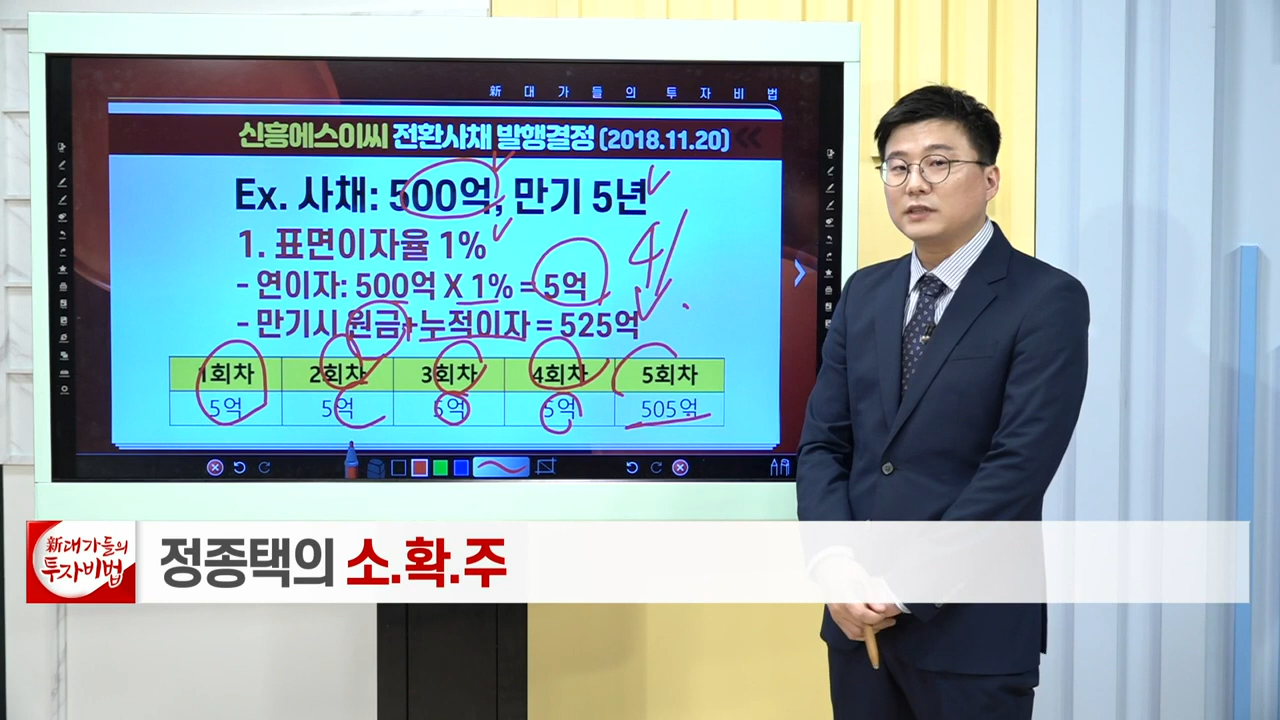 新대가들의 투자비법
신흥에스이씨 전환사채 발행결정 (2018.11.20)
Ex. 사채: 500억, 만기 5년
1. 표면이자율 1%
- 연이자: 500억 X 1% = 5억
- 만기시 원금+누적이자 = 525억
1회차 2회차 3회차 4회차 5회차
5억 5억 5억 5억 505억
新대가들의
투자비법
정종택의 소.확.주